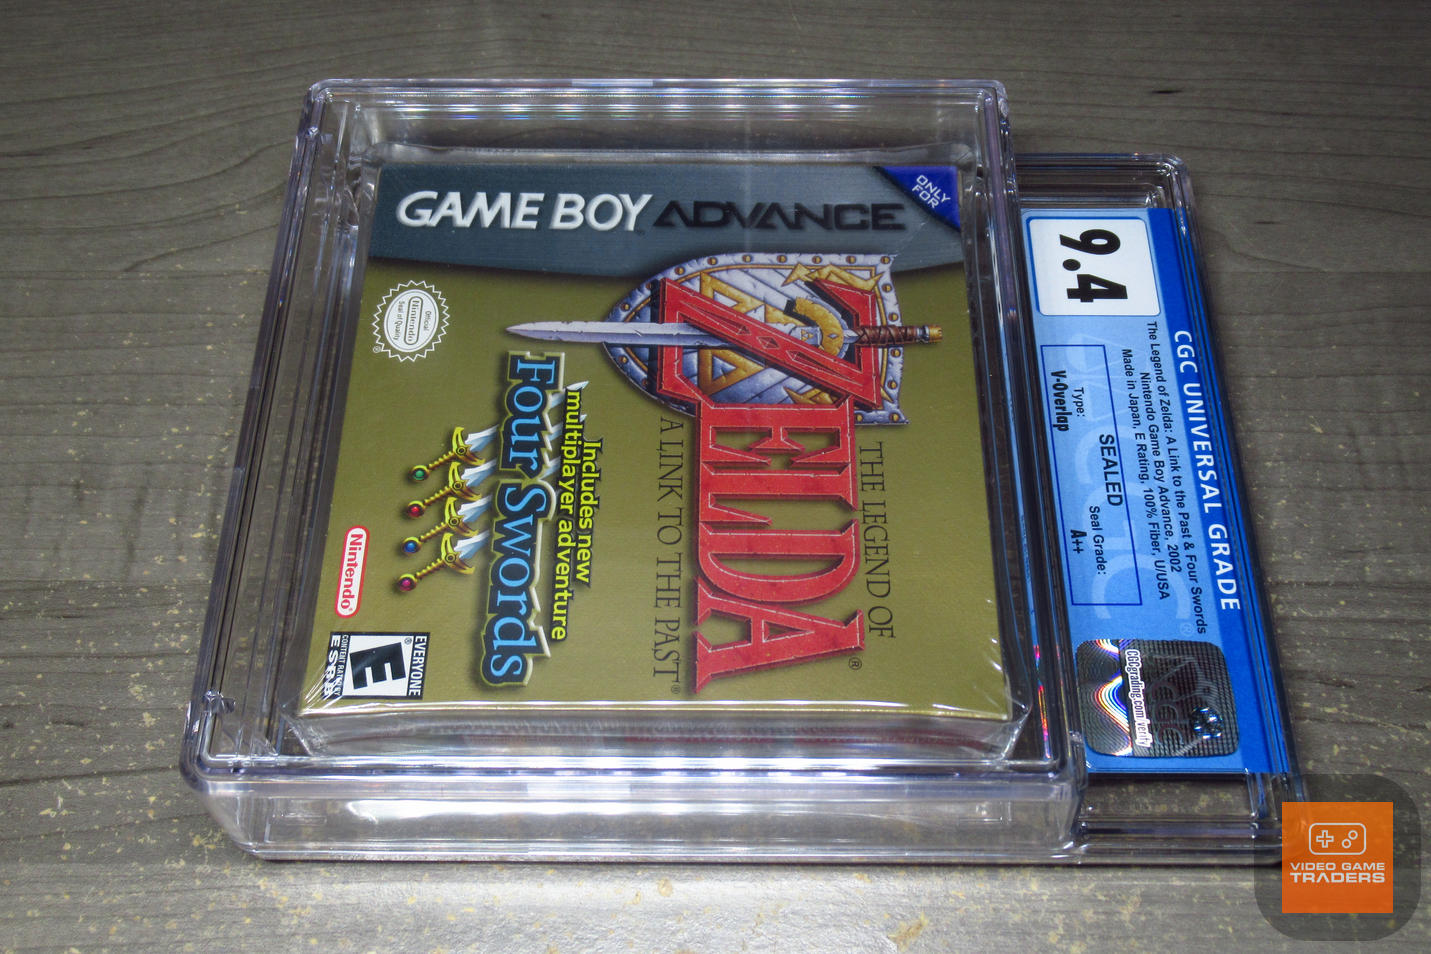 GAME BOY ADVANCE
ONLY
FOR
Official
Nintendo
Seal of Quality
THE LEGEND OF
ZELDA®
A LINK TO THE PAST®
Includes new
multiplayer adventure
FOUR SWORDS
Nintendo®
EVERYONE
E
®
CONTENT RATED BY
ESRB
CGC UNIVERSAL GRADE
9.4
The Legend of Zelda: A Link to the Past & Four Swords
Nintendo Game Boy Advance, 2002
Made in Japan, E Rating, 100% Fiber, U/USA
SEALED
Type:
V-Overlap
Seal Grade:
A++
CGCgrading.com/verify
VIDEO GAME
TRADERS